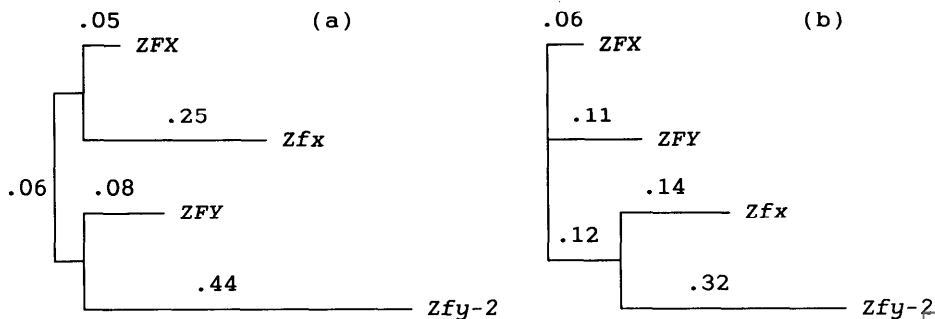 .05 (a)
ZFX
.25
Zfx
.06 .08
ZFY
.44
Zfy-2
.06 (b)
ZFX
.11
ZFY
.14
Zfx
.12
.32
Zfy-2